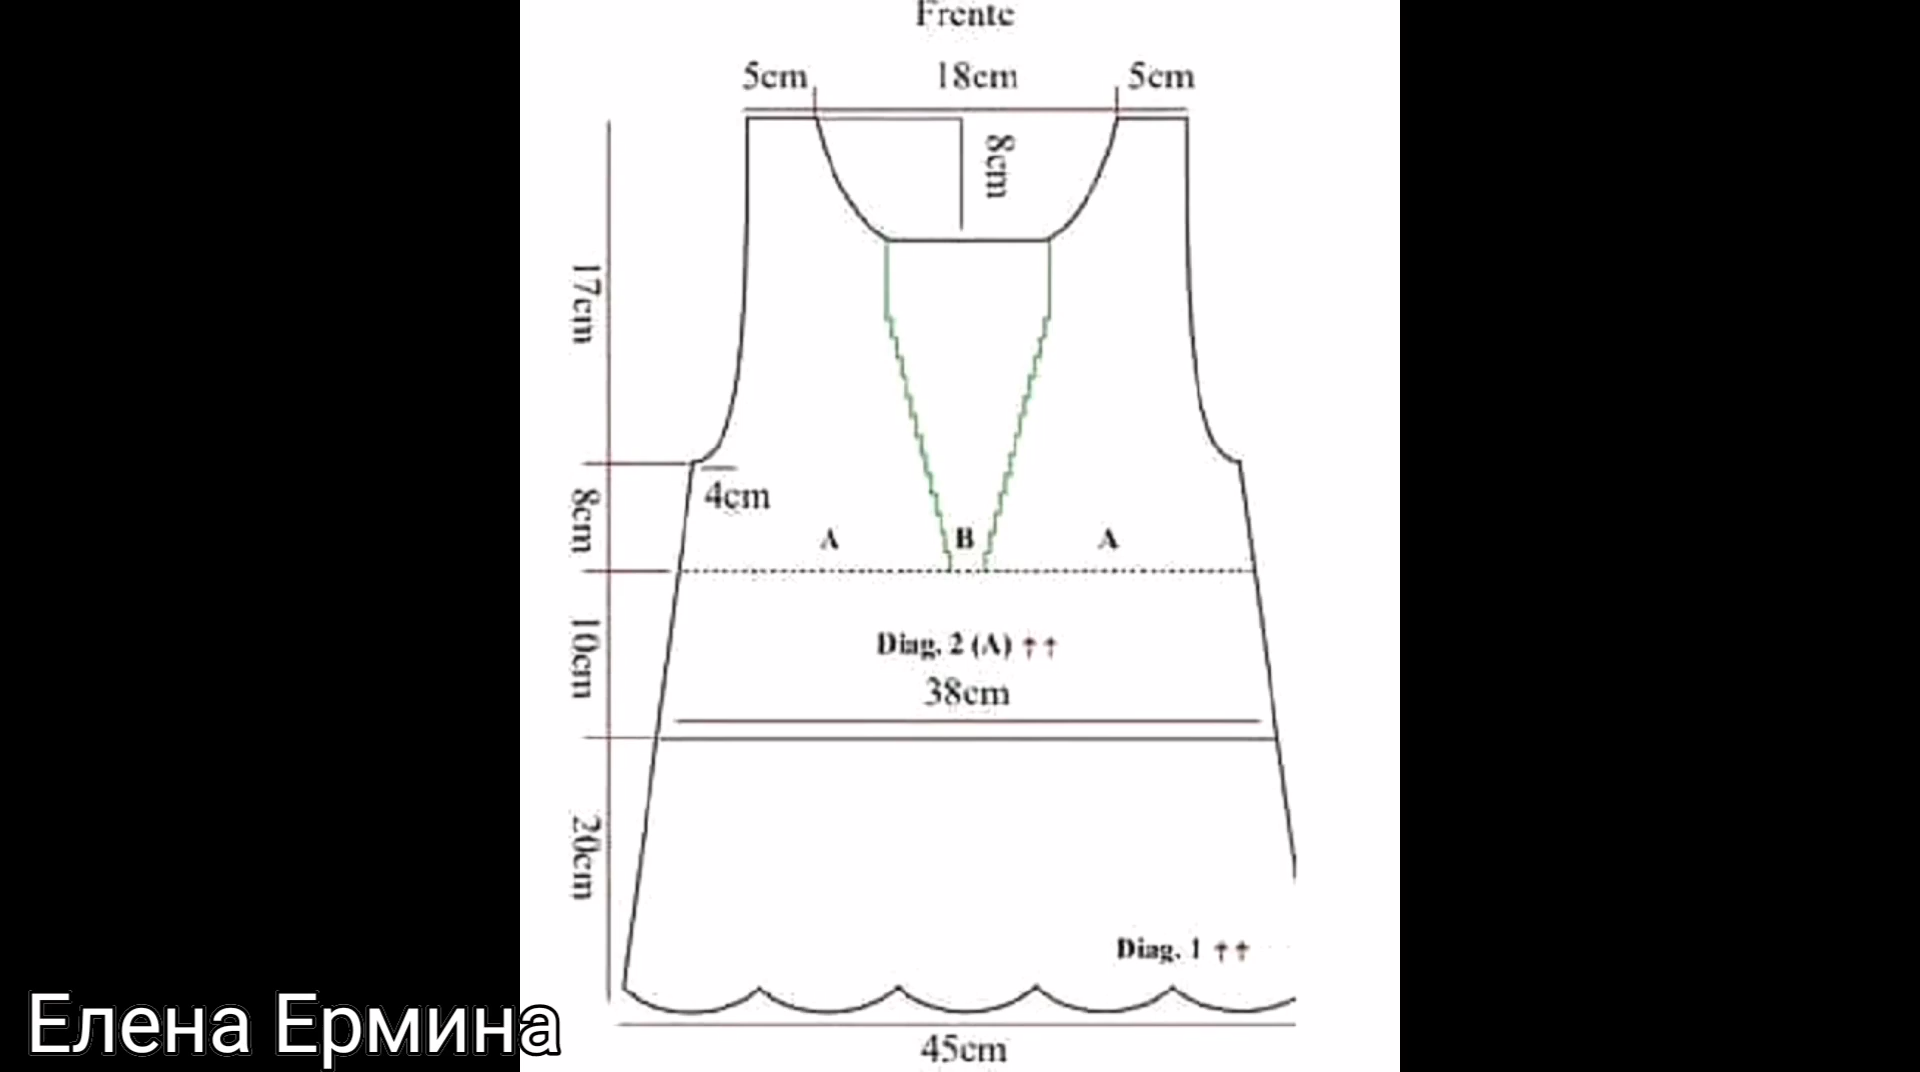 Frente
5cm 18cm 5cm
8cm
17cm
4cm
8cm
A B A
10cm
Diag. 2 (A) ↑↑
38cm
20cm
Diag. 1 ↑↑
45cm
Елена Ермина